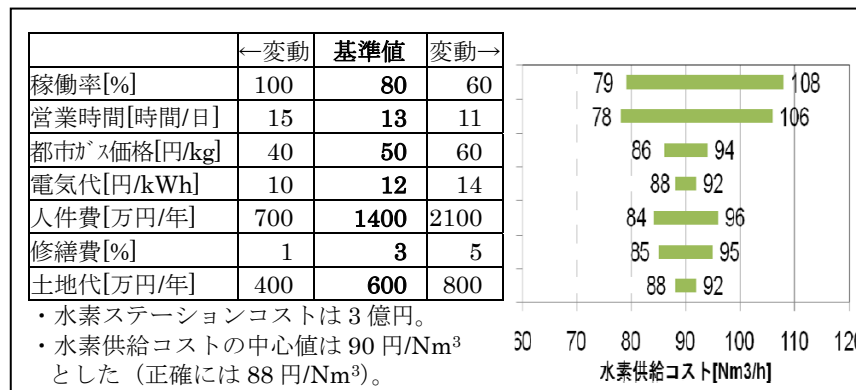 ←変動 基準値 変動→
稼働率[%] 100 80 60
営業時間[時間/日] 15 13 11
都市ガス価格[円/kg] 40 50 60
電気代[円/kWh] 10 12 14
人件費[万円/年] 700 1400 2100
修繕費[%] 1 3 5
土地代[万円/年] 400 600 800
・水素ステーションコストは3億円。
・水素供給コストの中心値は90円/Nm³
とした（正確には88円/Nm³）。
79 108
78 106
86 94
88 92
84 96
85 95
88 92
60 70 80 90 100 110 120
水素供給コスト[Nm3/h]